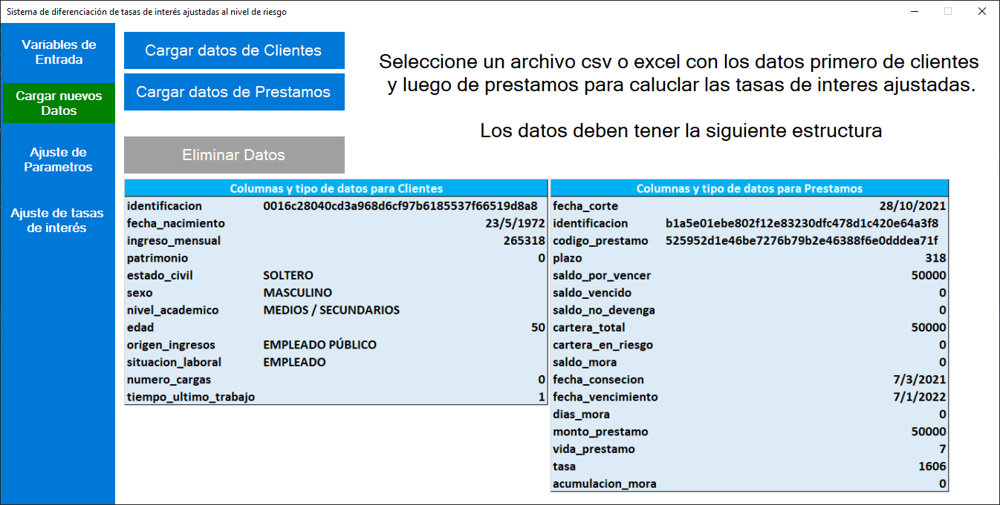 Sistema de diferenciación de tasas de interés ajustadas al nivel de riesgo
Variables de
Entrada
Cargar nuevos
Datos
Ajuste de
Parametros
Ajuste de tasas
de interés
Cargar datos de Clientes
Cargar datos de Prestamos
Eliminar Datos
Seleccione un archivo csv o excel con los datos primero de clientes
y luego de prestamos para caluclar las tasas de interes ajustadas.
Los datos deben tener la siguiente estructura
Columnas y tipo de datos para Clientes
identificacion 0016c28040cd3a968d6cf97b6185537f66519d8a8
fecha_nacimiento 23/5/1972
ingreso_mensual 265318
patrimonio 0
estado_civil SOLTERO
sexo MASCULINO
nivel_academico MEDIOS / SECUNDARIOS
edad 50
origen_ingresos EMPLEADO PÚBLICO
situacion_laboral EMPLEADO
numero_cargas 0
tiempo_ultimo_trabajo 1
Columnas y tipo de datos para Prestamos
fecha_corte 28/10/2021
identificacion b1a5e01ebe802f12e83230dfc478d1c420e64a3f8
codigo_prestamo 525952d1e46be7276b79b2e46388f6e0dddea71f
plazo 318
saldo_por_vencer 50000
saldo_vencido 0
saldo_no_devenga 0
cartera_total 50000
cartera_en_riesgo 0
saldo_mora 0
fecha_consecion 7/3/2021
fecha_vencimiento 7/1/2022
dias_mora 0
monto_prestamo 50000
vida_prestamo 7
tasa 1606
acumulacion_mora 0